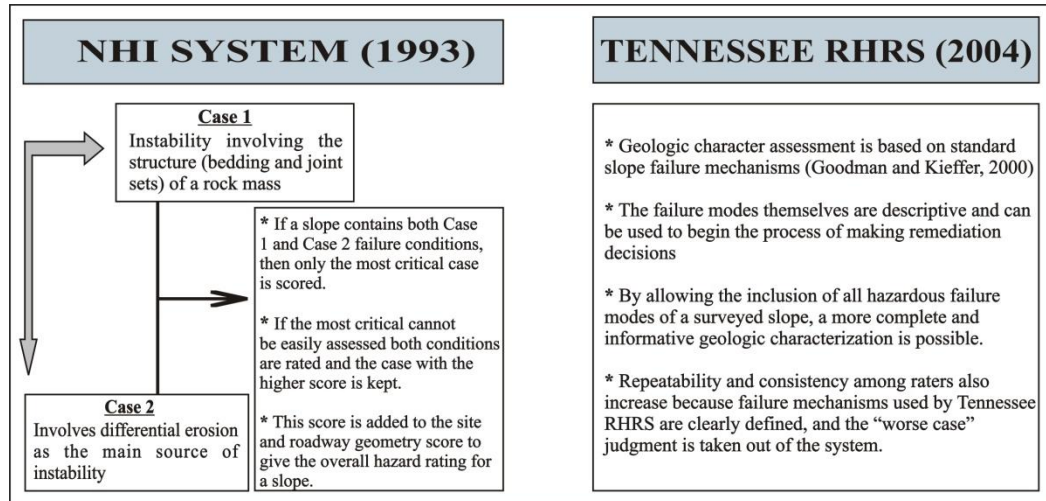 NHI SYSTEM (1993)
Case 1
Instability involving the
structure (bedding and joint
sets) of a rock mass
* If a slope contains both Case
1 and Case 2 failure conditions,
then only the most critical case
is scored.
* If the most critical cannot
be easily assessed both conditions
are rated and the case with the
higher score is kept.
* This score is added to the site
and roadway geometry score to
give the overall hazard rating for
a slope.
Case 2
Involves differential erosion
as the main source of
instability
TENNESSEE RHRS (2004)
* Geologic character assessment is based on standard
slope failure mechanisms (Goodman and Kieffer, 2000)
* The failure modes themselves are descriptive and can
be used to begin the process of making remediation
decisions
* By allowing the inclusion of all hazardous failure
modes of a surveyed slope, a more complete and
informative geologic characterization is possible.
* Repeatability and consistency among raters also
increase because failure mechanisms used by Tennessee
RHRS are clearly defined, and the “worse case”
judgment is taken out of the system.